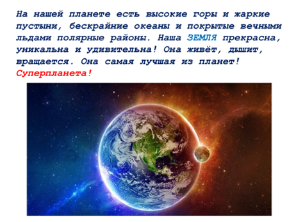 На нашей планете есть высокие горы и жаркие
пустыни, бескрайние океаны и покрытые вечными
льдами полярные районы. Наша ЗЕМЛЯ прекрасна,
уникальна и удивительна! Она живёт, дышит,
вращается. Она самая лучшая из планет!
Суперпланета!